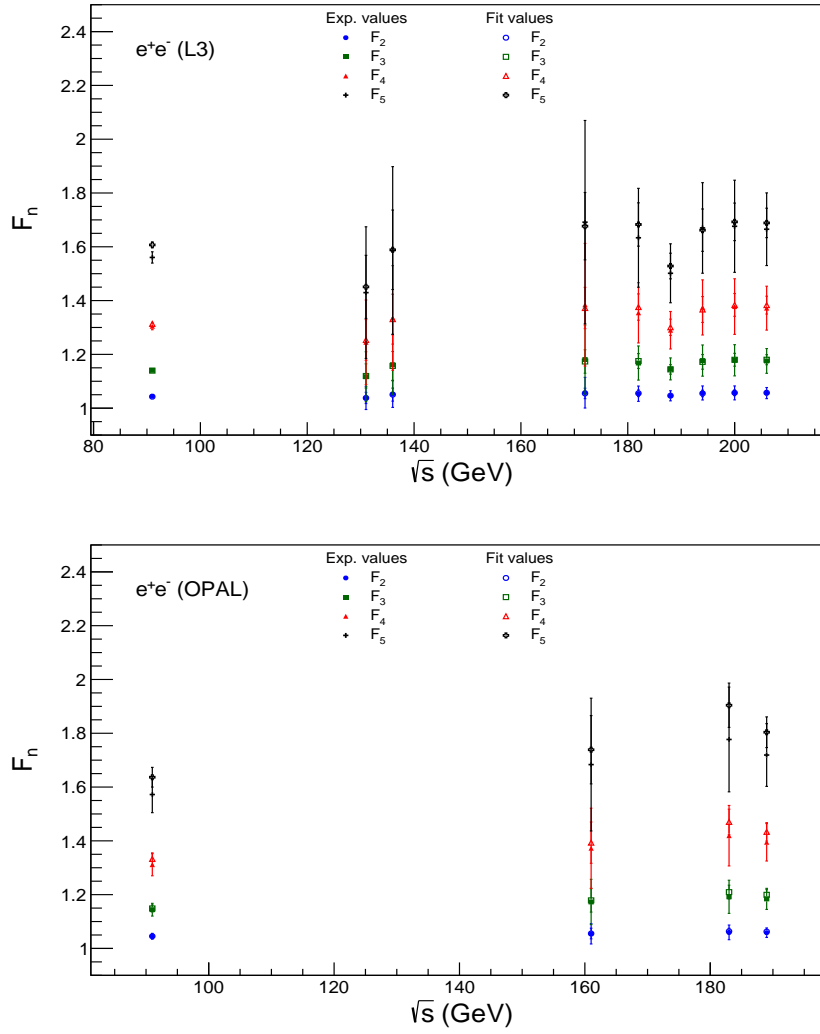 Exp. values Fit values
e⁺e⁻ (L3)
F₂ F₂
F₃ F₃
F₄ F₄
F₅ F₅
2.4
2.2
2
1.8
1.6
1.4
1.2
1
Fₙ
80 100 120 140 160 180 200
√s (GeV)
Exp. values Fit values
e⁺e⁻ (OPAL)
F₂ F₂
F₃ F₃
F₄ F₄
F₅ F₅
2.4
2.2
2
1.8
1.6
1.4
1.2
1
Fₙ
100 120 140 160 180
√s (GeV)